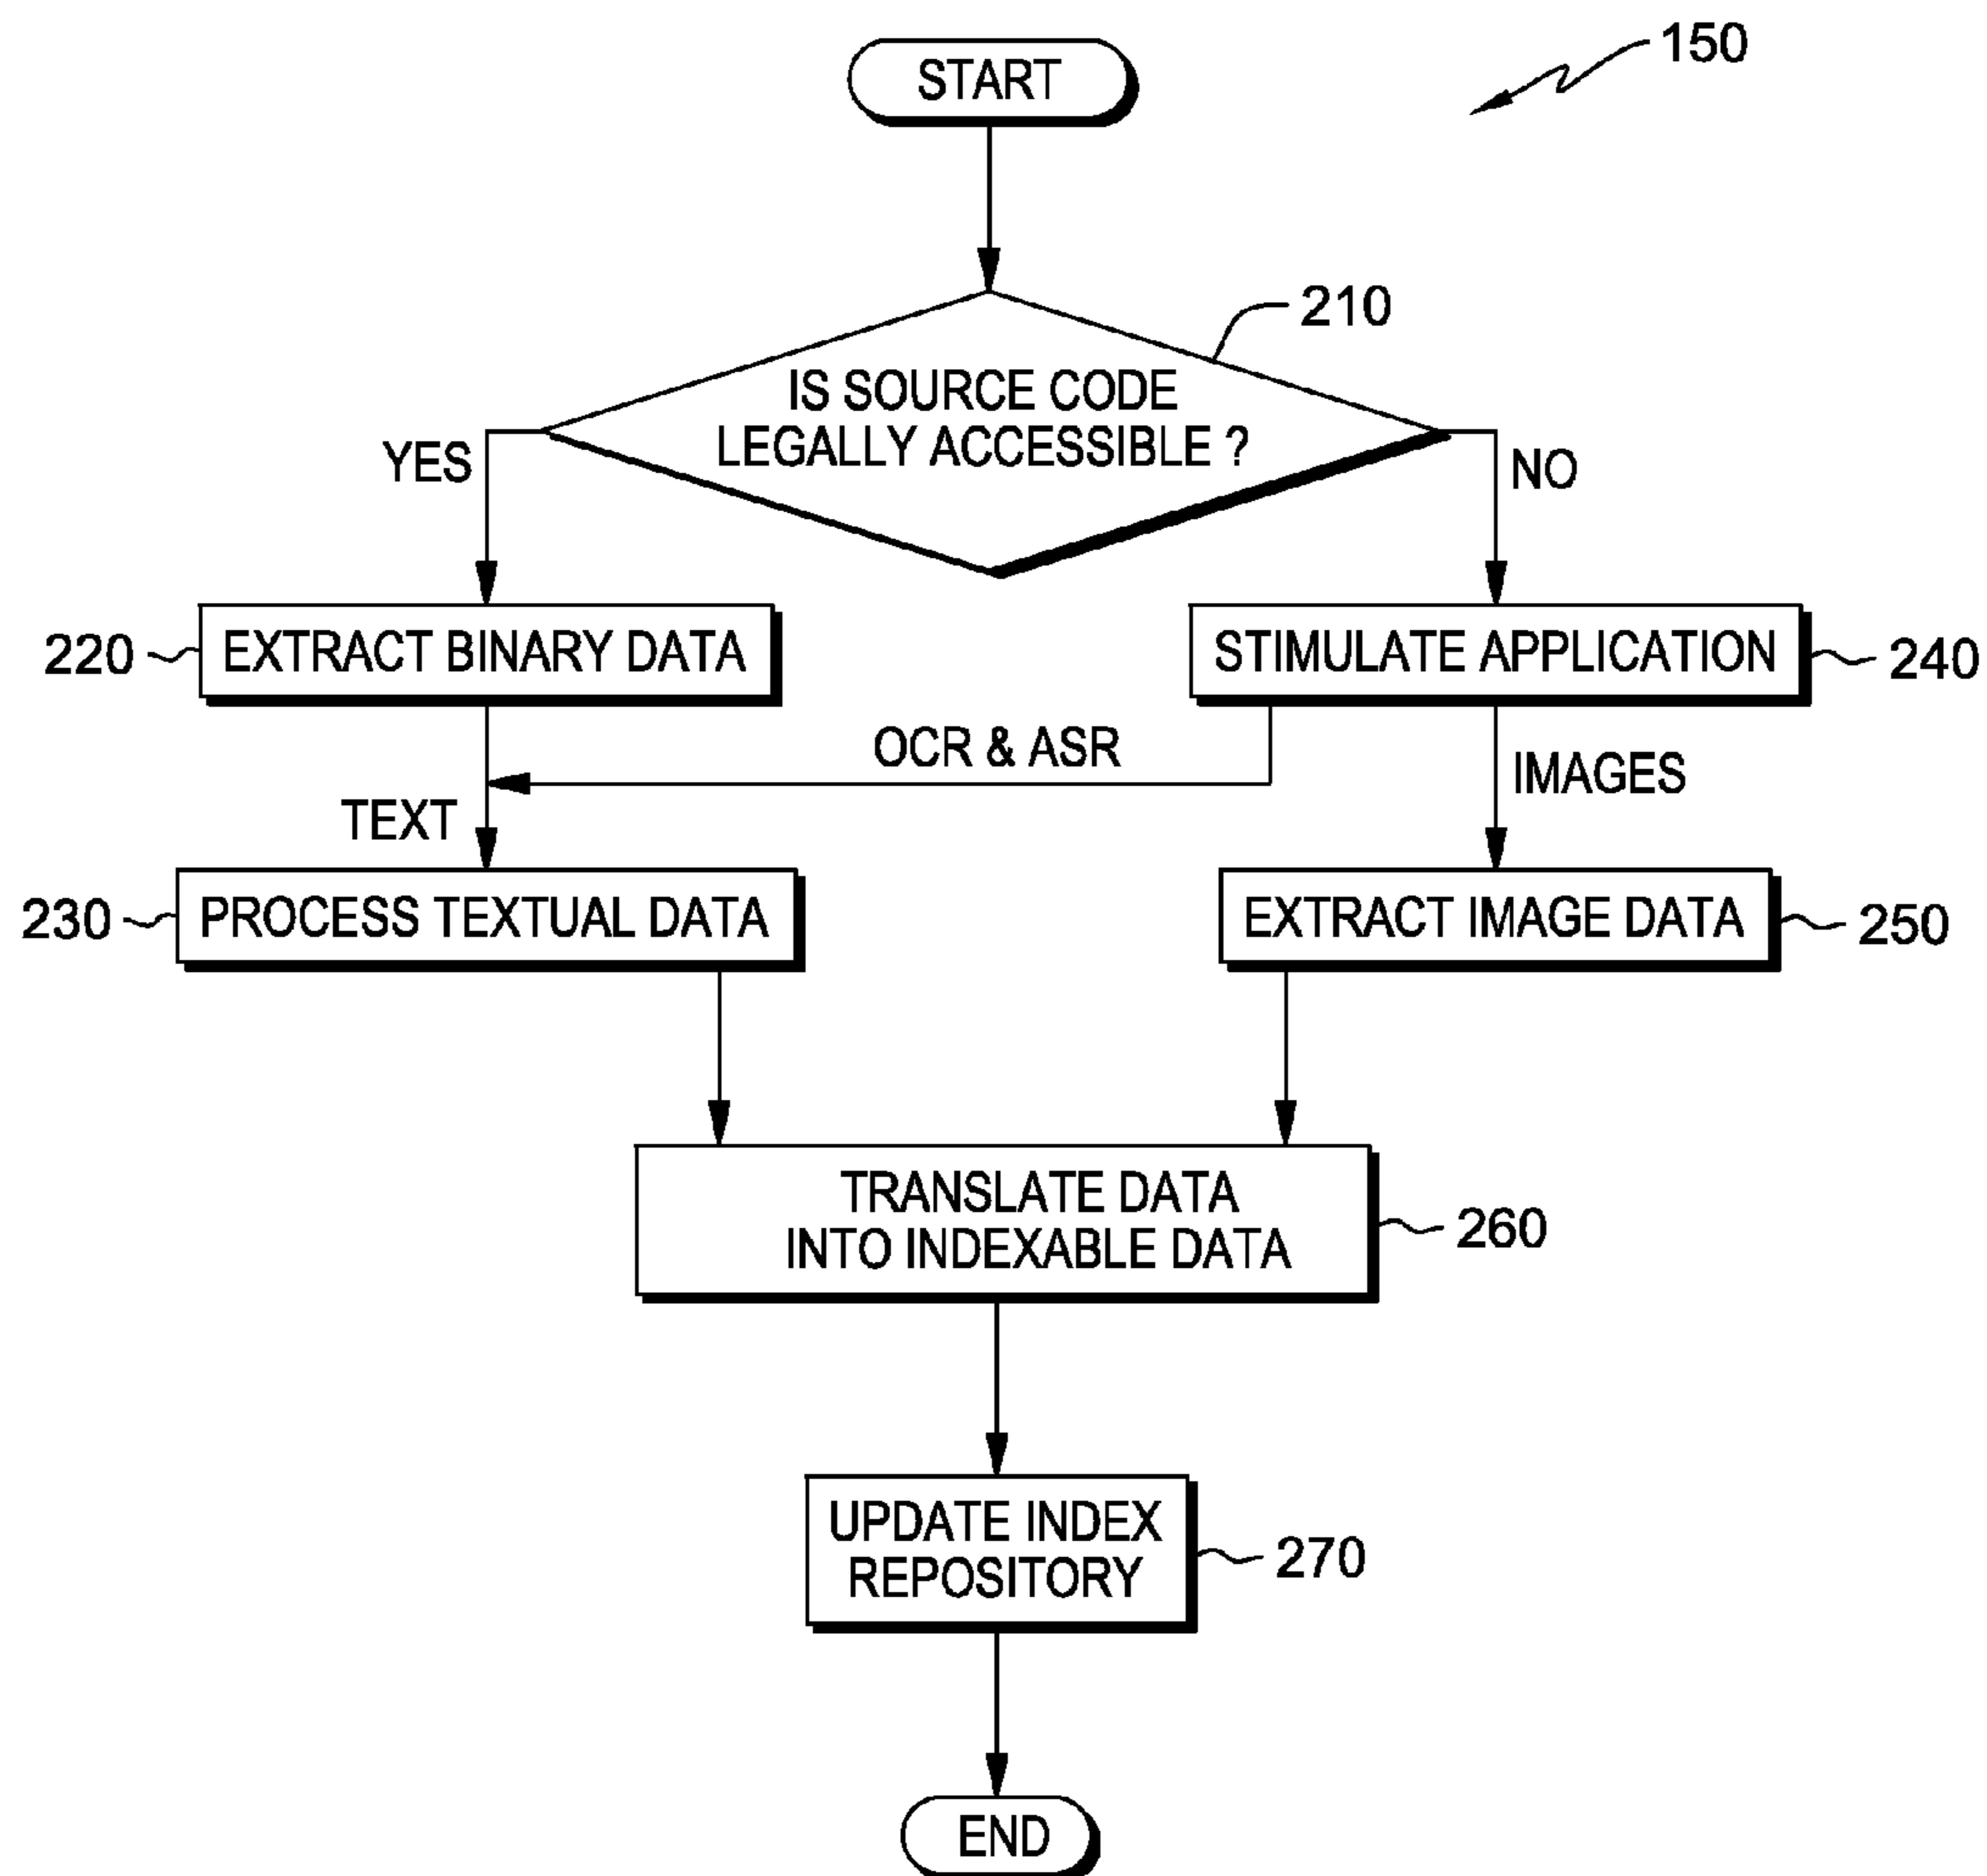 START
150
210
IS SOURCE CODE
LEGALLY ACCESSIBLE ?
YES
NO
220
EXTRACT BINARY DATA
STIMULATE APPLICATION
240
OCR & ASR
IMAGES
TEXT
230
PROCESS TEXTUAL DATA
EXTRACT IMAGE DATA
250
TRANSLATE DATA
INTO INDEXABLE DATA
260
UPDATE INDEX
REPOSITORY
270
END